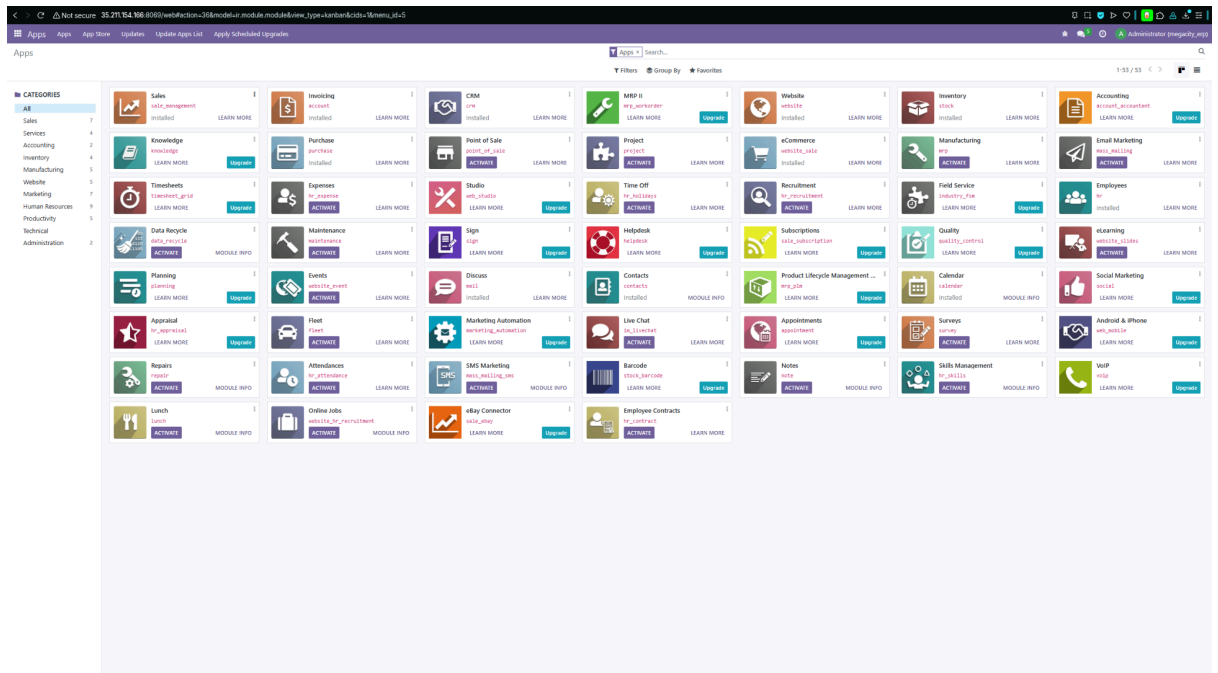 Not secure 35.211.154.166:8069/web#action=36&model=ir.module.module&view_type=kanban&cids=1&menu_id=5
Apps Apps App Store Updates Update Apps List Apply Scheduled Upgrades 5 A Administrator (megacity_erp)
Apps Apps × Search...
Filters Group By Favorites 1-53 / 53
CATEGORIES
All
Sales 7
Services 4
Accounting 2
Inventory 4
Manufacturing 5
Website 5
Marketing 7
Human Resources 9
Productivity 5
Technical
Administration 2
Sales
sale_management
Installed LEARN MORE
Invoicing
account
Installed LEARN MORE
CRM
crm
Installed LEARN MORE
MRP II
mrp_workorder
LEARN MORE Upgrade
Website
website
Installed LEARN MORE
Inventory
stock
Installed LEARN MORE
Accounting
account_accountant
LEARN MORE Upgrade
Knowledge
knowledge
LEARN MORE Upgrade
Purchase
purchase
Installed LEARN MORE
Point of Sale
point_of_sale
ACTIVATE LEARN MORE
Project
project
ACTIVATE LEARN MORE
eCommerce
website_sale
Installed LEARN MORE
Manufacturing
mrp
Installed LEARN MORE
Email Marketing
mass_mailing
ACTIVATE LEARN MORE
Timesheets
timesheet_grid
LEARN MORE Upgrade
Expenses
hr_expense
ACTIVATE LEARN MORE
Studio
web_studio
LEARN MORE Upgrade
Time Off
hr_holidays
ACTIVATE LEARN MORE
Recruitment
hr_recruitment
ACTIVATE LEARN MORE
Field Service
industry_fsm
LEARN MORE Upgrade
Employees
hr
Installed LEARN MORE
Data Recycle
data_recycle
ACTIVATE MODULE INFO
Maintenance
maintenance
ACTIVATE LEARN MORE
Sign
sign
LEARN MORE Upgrade
Helpdesk
helpdesk
LEARN MORE Upgrade
Subscriptions
sale_subscription
LEARN MORE Upgrade
Quality
quality_control
LEARN MORE Upgrade
eLearning
website_slides
ACTIVATE LEARN MORE
Planning
planning
LEARN MORE Upgrade
Events
website_event
ACTIVATE LEARN MORE
Discuss
mail
Installed LEARN MORE
Contacts
contacts
Installed MODULE INFO
Product Lifecycle Management ...
mrp_plm
LEARN MORE Upgrade
Calendar
calendar
Installed MODULE INFO
Social Marketing
social
LEARN MORE Upgrade
Appraisal
hr_appraisal
LEARN MORE Upgrade
Fleet
fleet
ACTIVATE LEARN MORE
Marketing Automation
marketing_automation
LEARN MORE Upgrade
Live Chat
im_livechat
ACTIVATE LEARN MORE
Appointments
appointment
LEARN MORE Upgrade
Surveys
survey
ACTIVATE LEARN MORE
Android & iPhone
web_mobile
LEARN MORE Upgrade
Repairs
repair
ACTIVATE LEARN MORE
Attendances
hr_attendance
ACTIVATE LEARN MORE
SMS Marketing
SMS
mass_mailing_sms
ACTIVATE MODULE INFO
Barcode
stock_barcode
LEARN MORE Upgrade
Notes
note
ACTIVATE MODULE INFO
Skills Management
hr_skills
ACTIVATE LEARN MORE
VoIP
voip
LEARN MORE Upgrade
Lunch
lunch
ACTIVATE MODULE INFO
Online Jobs
website_hr_recruitment
ACTIVATE MODULE INFO
eBay Connector
sale_ebay
LEARN MORE Upgrade
Employee Contracts
hr_contract
ACTIVATE LEARN MORE